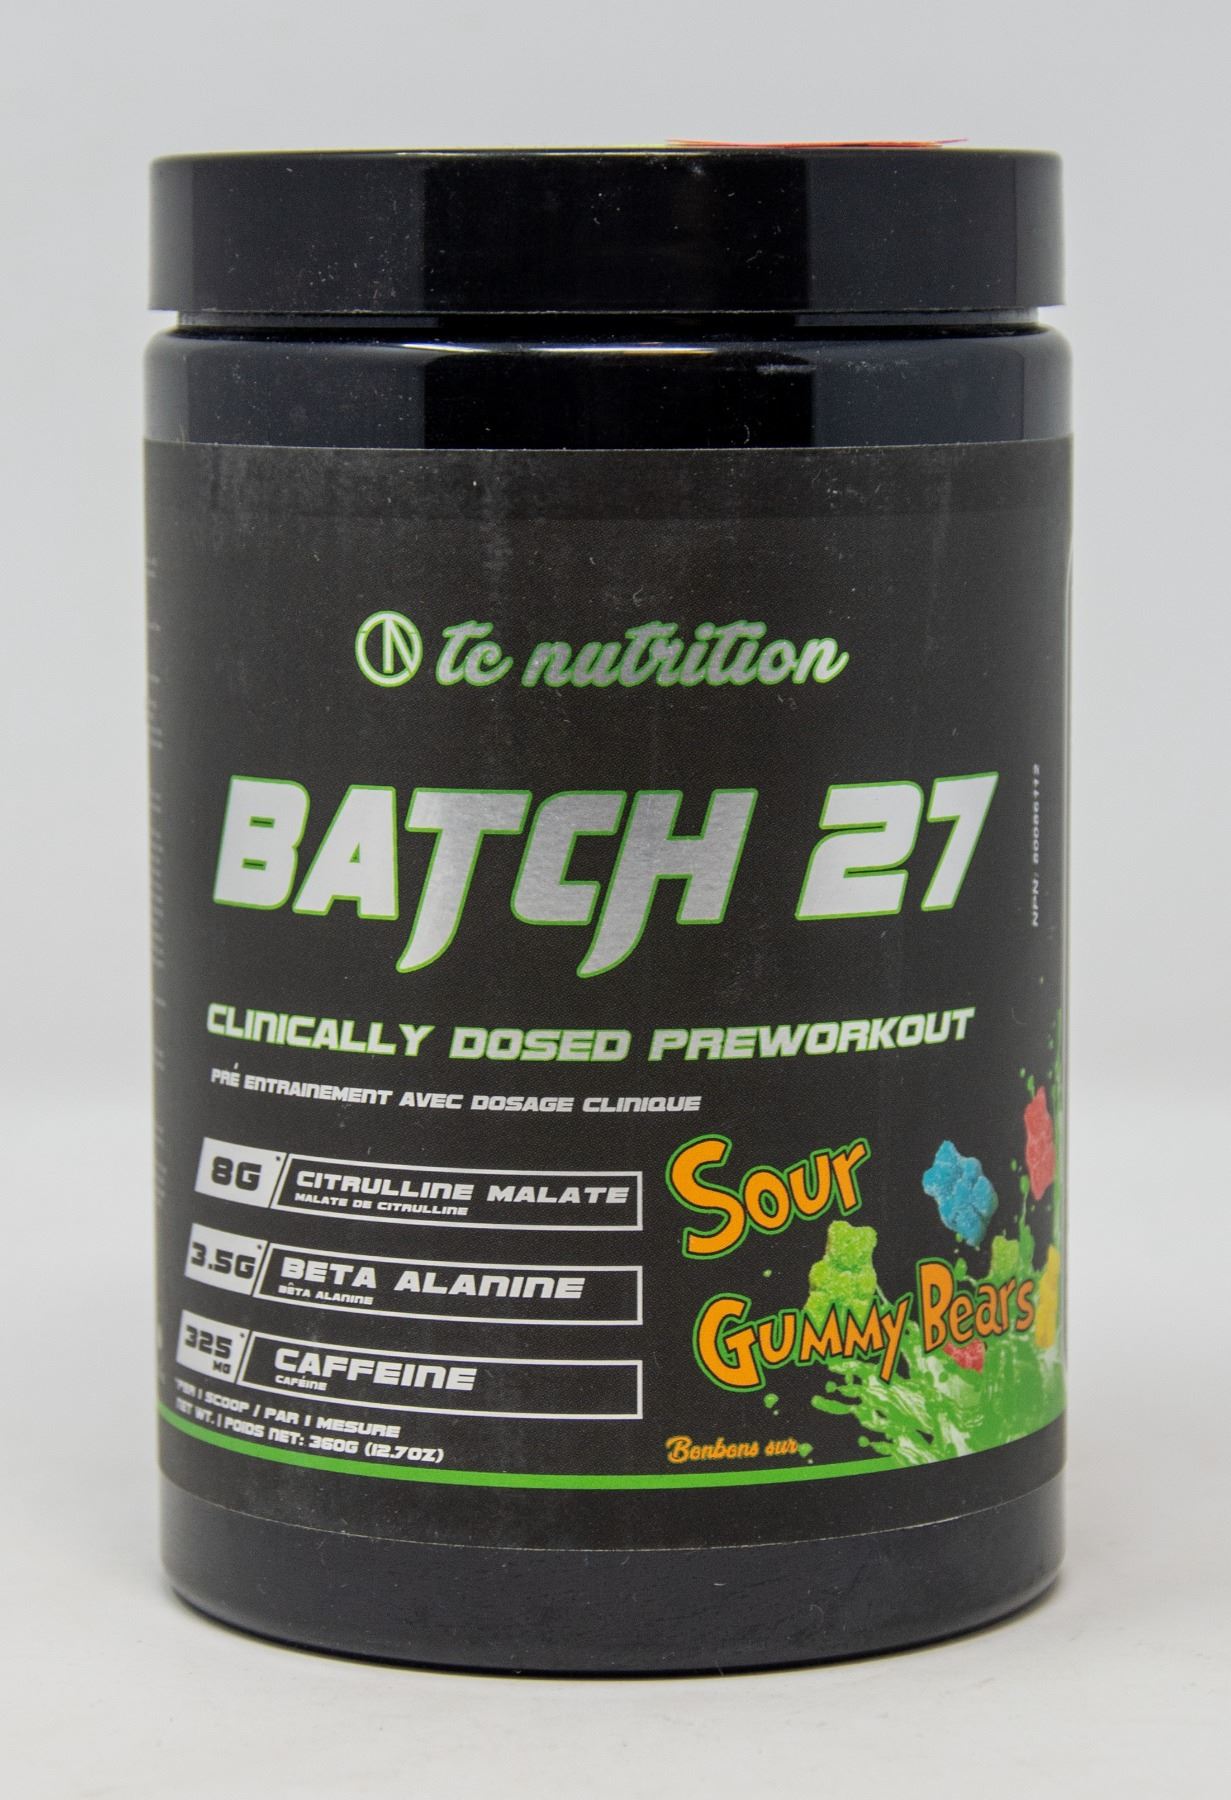 tc nutrition
BATCH 27
CLINICALLY DOSED PREWORKOUT
PRÉ ENTRAINEMENT AVEC DOSAGE CLINIQUE
8G* CITRULLINE MALATE
MALATE DE CITRULLINE
3.5G* BETA ALANINE
BÊTA ALANINE
325 MG* CAFFEINE
CAFÉINE
*PER 1 SCOOP / PAR 1 MESURE
NET WT. | POIDS NET: 360G (12.7OZ)
Sour
Gummy Bears
Bonbons sur
NPN: 80086112